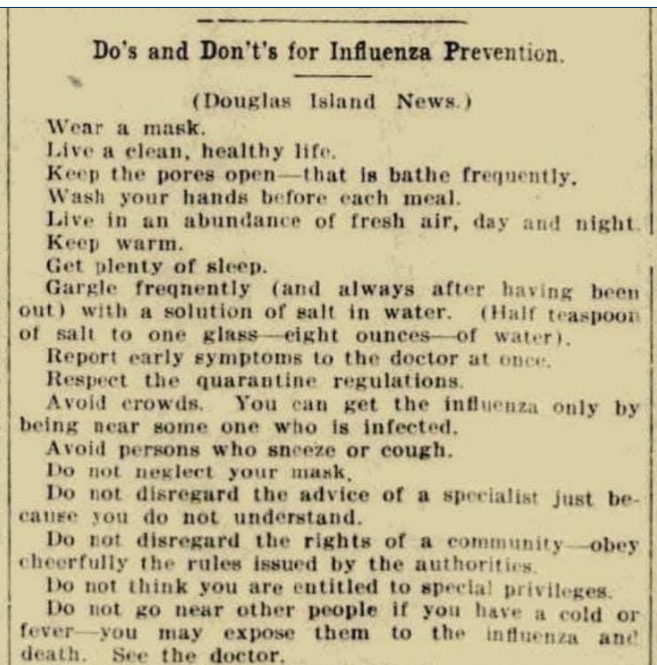 Do's and Don't's for Influenza Prevention.
(Douglas Island News.)
Wear a mask.
Live a clean, healthy life.
Keep the pores open—that is bathe frequently.
Wash your hands before each meal.
Live in an abundance of fresh air, day and night.
Keep warm.
Get plenty of sleep.
Gargle freqnently (and always after having been
out) with a solution of salt in water. (Half teaspoon
of salt to one glass—eight ounces—of water).
Report early symptoms to the doctor at once.
Respect the quarantine regulations.
Avoid crowds. You can get the influenza only by
being near some one who is infected.
Avoid persons who sneeze or cough.
Do not neglect your mask.
Do not disregard the advice of a specialist just be-
cause you do not understand.
Do not disregard the rights of a community—obey
cheerfully the rules issued by the authorities.
Do not think you are entitled to special privileges.
Do not go near other people if you have a cold or
fever—you may expose them to the influenza and
death. See the doctor.